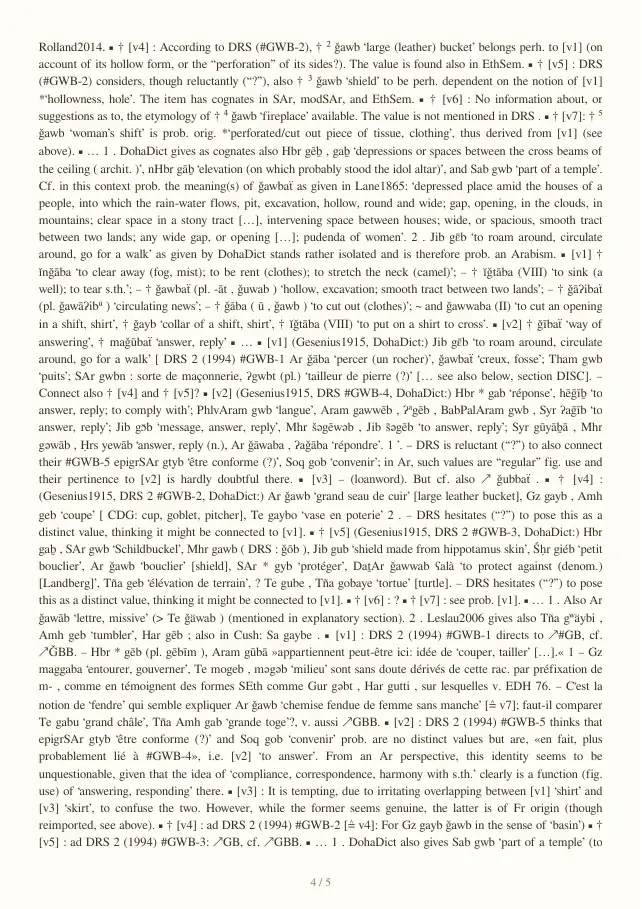 Rolland2014. ▪ † [v4] : According to DRS (#GWB-2), † ² ǧawb ‘large (leather) bucket’ belongs perh. to [v1] (on
account of its hollow form, or the “perforation” of its sides?). The value is found also in EthSem. ▪ † [v5] : DRS
(#GWB-2) considers, though reluctantly (“?”), also † ³ ǧawb ‘shield’ to be perh. dependent on the notion of [v1]
*‘hollowness, hole’. The item has cognates in SAr, modSAr, and EthSem. ▪ † [v6] : No information about, or
suggestions as to, the etymology of † ⁴ ǧawb ‘fireplace’ available. The value is not mentioned in DRS . ▪ † [v7]: † ⁵
ǧawb ‘woman’s shift’ is prob. orig. *‘perforated/cut out piece of tissue, clothing’, thus derived from [v1] (see
above). ▪ … 1 . DohaDict gives as cognates also Hbr gēḇ , gaḇ ‘depressions or spaces between the cross beams of
the ceiling ( archit. )’, nHbr gāḇ ‘elevation (on which probably stood the idol altar)’, and Sab gwb ‘part of a temple’.
Cf. in this context prob. the meaning(s) of ǧawbaẗ as given in Lane1865: ‘depressed place amid the houses of a
people, into which the rain-water flows, pit, excavation, hollow, round and wide; gap, opening, in the clouds, in
mountains; clear space in a stony tract […], intervening space between houses; wide, or spacious, smooth tract
between two lands; any wide gap, or opening […]; pudenda of women’. 2 . Jib gēb ‘to roam around, circulate
around, go for a walk’ as given by DohaDict stands rather isolated and is therefore prob. an Arabism. ▪ [v1] †
ĭnǧāba ‘to clear away (fog, mist); to be rent (clothes); to stretch the neck (camel)’; – † ĭǧtāba (VIII) ‘to sink (a
well); to tear s.th.’; – † ǧawbaẗ (pl. -āt , ǧuwab ) ‘hollow, excavation; smooth tract between two lands’; – † ǧāʔibaẗ
(pl. ǧawāʔibᵘ ) ‘circulating news’; – † ǧāba ( ū , ǧawb ) ‘to cut out (clothes)’; ~ and ǧawwaba (II) ‘to cut an opening
in a shift, shirt’, † ǧayb ‘collar of a shift, shirt’, † ĭǧtāba (VIII) ‘to put on a shirt to cross’. ▪ [v2] † ǧībaẗ ‘way of
answering’, † maǧūbaẗ ‘answer, reply’ ▪ … ▪ [v1] (Gesenius1915, DohaDict:) Jib gēb ‘to roam around, circulate
around, go for a walk’ [ DRS 2 (1994) #GWB-1 Ar ǧāba ‘percer (un rocher)’, ǧawbaẗ ‘creux, fosse’; Tham gwb
‘puits’; SAr gwbn : sorte de maçonnerie, ʔgwbt (pl.) ‘tailleur de pierre (?)’ [… see also below, section DISC]. –
Connect also † [v4] and † [v5]? ▪ [v2] (Gesenius1915, DRS #GWB-4, DohaDict:) Hbr * gab ‘réponse’, hēgīḇ ‘to
answer, reply; to comply with’; PhlvAram gwb ‘langue’, Aram gawwēb , ʔᵃgēb , BabPalAram gwb , Syr ʔagīḇ ‘to
answer, reply’; Jib gɔb ‘message, answer, reply’, Mhr šəgēwəb , Jib šəgēb ‘to answer, reply’; Syr gūyāḇā , Mhr
gəwāb , Ḥrs yewāb ‘answer, reply (n.), Ar ǧāwaba , ʔaǧāba ‘répondre’. 1 ʼ. – DRS is reluctant (“?”) to also connect
their #GWB-5 epigrSAr gtyb ‘être conforme (?)’, Soq gob ‘convenir’; in Ar, such values are “regular” fig. use and
their pertinence to [v2] is hardly doubtful there. ▪ [v3] – (loanword). But cf. also ↗ ǧubbaẗ . ▪ † [v4] :
(Gesenius1915, DRS 2 #GWB-2, DohaDict:) Ar ǧawb ‘grand seau de cuir’ [large leather bucket], Gz gayb , Amh
geb ‘coupe’ [ CDG: cup, goblet, pitcher], Te gaybo ‘vase en poterie’ 2 . – DRS hesitates (“?”) to pose this as a
distinct value, thinking it might be connected to [v1]. ▪ † [v5] (Gesenius1915, DRS 2 #GWB-3, DohaDict:) Hbr
gaḇ , SAr gwb ‘Schildbuckel’, Mhr gawb ( DRS : ġōb ), Jib gub ‘shield made from hippotamus skin’, Śḥr giéb ‘petit
bouclier’, Ar ǧawb ‘bouclier’ [shield], SAr * gyb ‘protéger’, DaṯAr ǧawwab ʕalà ‘to protect against (denom.)
[Landberg]’, Tña geb ‘élévation de terrain’, ? Te gube , Tña gobaye ‘tortue’ [turtle]. – DRS hesitates (“?”) to pose
this as a distinct value, thinking it might be connected to [v1]. ▪ † [v6] : ? ▪ † [v7] : see prob. [v1]. ▪ … 1 . Also Ar
ǧawāb ‘lettre, missive’ (> Te ǧäwab ) (mentioned in explanatory section). 2 . Leslau2006 gives also Tña gʷäybi ,
Amh geb ‘tumbler’, Har gēb ; also in Cush: Sa gaybe . ▪ [v1] : DRS 2 (1994) #GWB-1 directs to ↗#GB, cf.
↗ǦBB. – Hbr * gēb (pl. gēbīm ), Aram gūbā »appartiennent peut-être ici: idée de ‘couper, tailler’ […].« 1 – Gz
maggaba ‘entourer, gouverner’, Te mogeb , məgəb ‘milieu’ sont sans doute dérivés de cette rac. par préfixation de
m- , comme en témoignent des formes SEth comme Gur gəbt , Har gutti , sur lesquelles v. EDH 76. – C‘est la
notion de ‘fendre’ qui semble expliquer Ar ǧawb ‘chemise fendue de femme sans manche’ [≙ v7]; faut-il comparer
Te gabu ‘grand châle’, Tña Amh gab ‘grande toge’?, v. aussi ↗GBB. ▪ [v2] : DRS 2 (1994) #GWB-5 thinks that
epigrSAr gtyb ‘être conforme (?)’ and Soq gob ‘convenir’ prob. are no distinct values but are, «en fait, plus
probablement lié à #GWB-4», i.e. [v2] ‘to answer’. From an Ar perspective, this identity seems to be
unquestionable, given that the idea of ‘compliance, correspondence, harmony with s.th.’ clearly is a function (fig.
use) of ‘answering, responding’ there. ▪ [v3] : It is tempting, due to irritating overlapping between [v1] ‘shirt’ and
[v3] ‘skirt’, to confuse the two. However, while the former seems genuine, the latter is of Fr origin (though
reimported, see above). ▪ † [v4] : ad DRS 2 (1994) #GWB-2 [≙ v4]: For Gz gayb ǧawb in the sense of ‘basin’) ▪ †
[v5] : ad DRS 2 (1994) #GWB-3: ↗GB, cf. ↗GBB. ▪ … 1 . DohaDict also gives Sab gwb ‘part of a temple’ (to
4 / 5